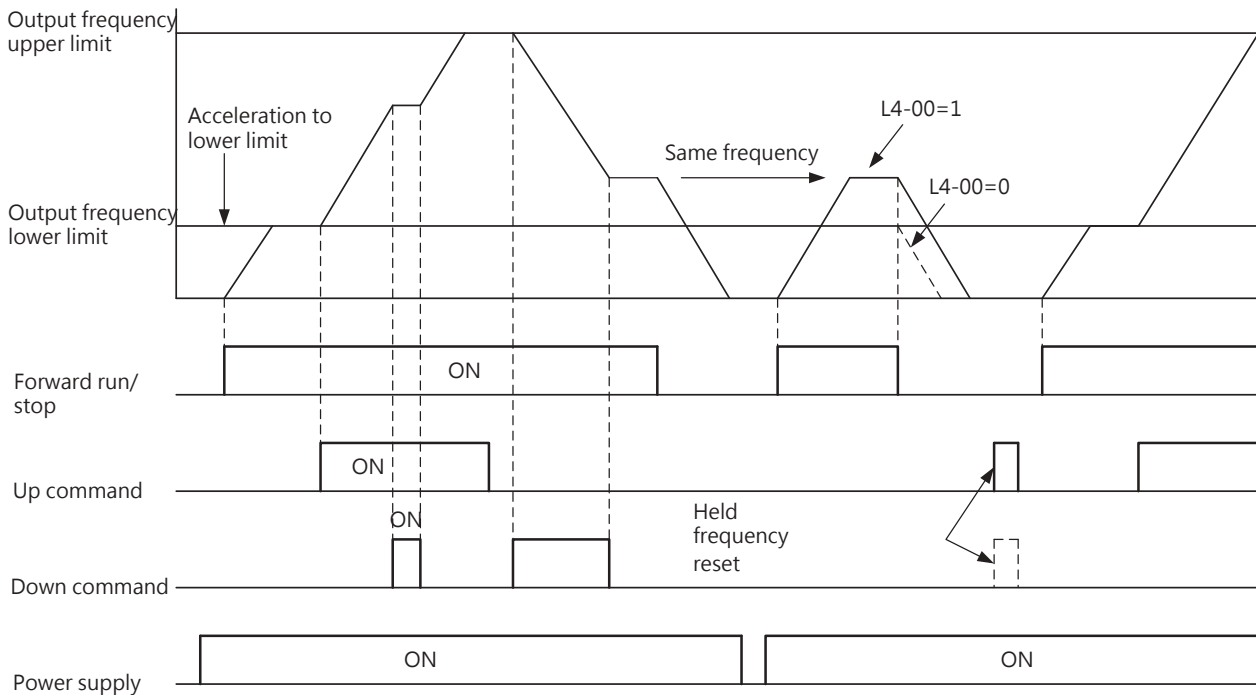 Output frequency
upper limit
Acceleration to
lower limit
L4-00=1
Same frequency
L4-00=0
Output frequency
lower limit
ON
Forward run/
stop
ON
Up command
ON
Held
frequency
reset
Down command
ON
ON
Power supply